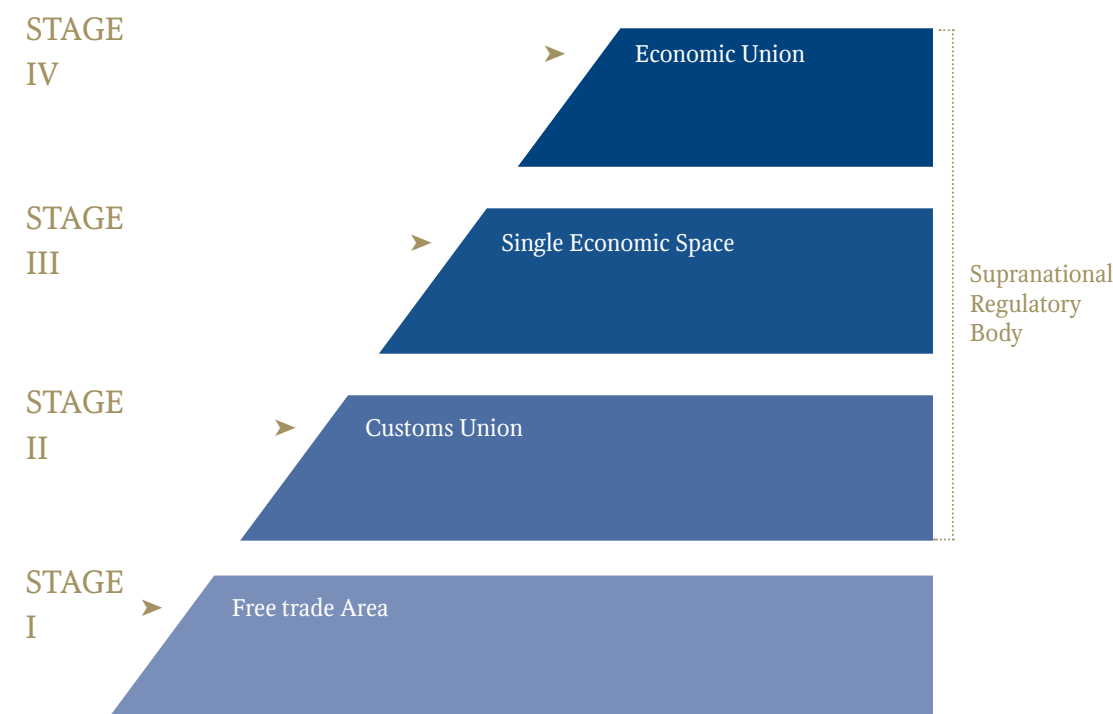 STAGE
IV
Economic Union
STAGE
III
Single Economic Space
Supranational
Regulatory
Body
STAGE
II
Customs Union
STAGE
I
Free trade Area